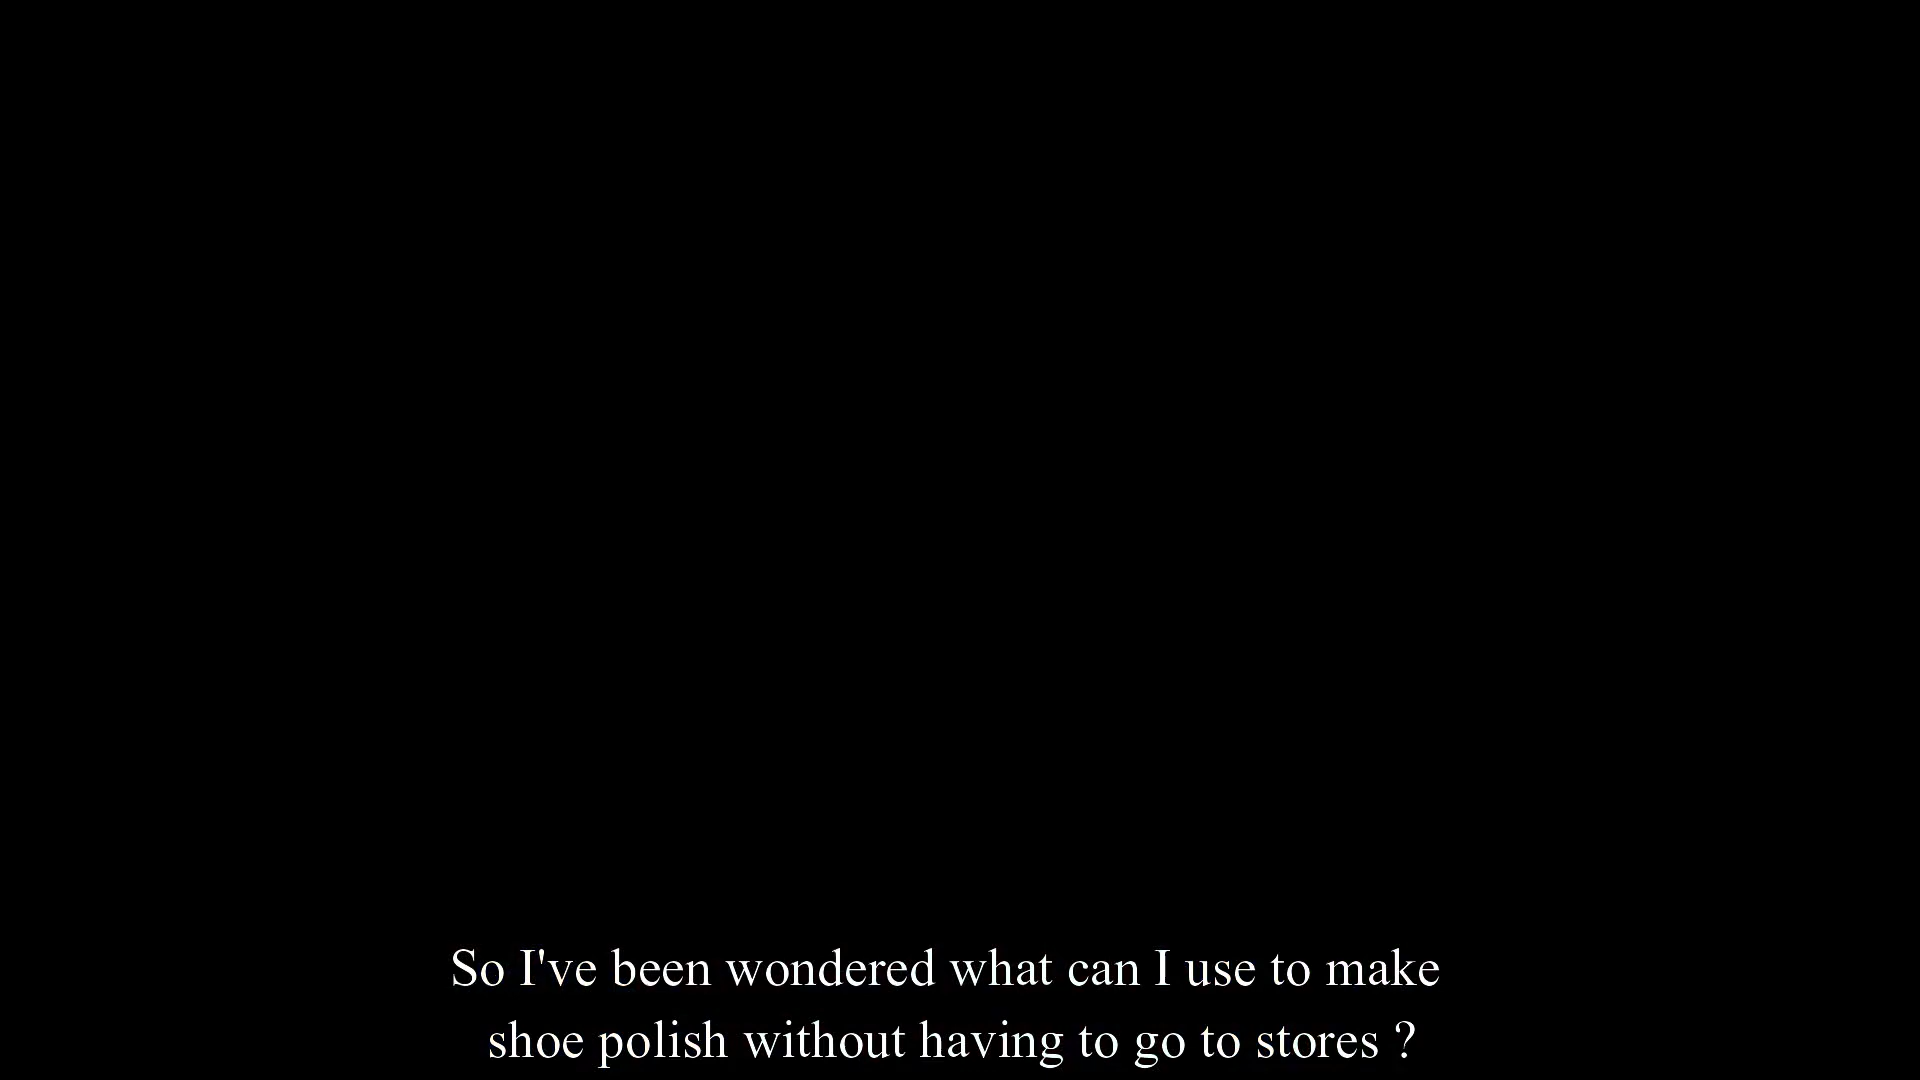 So I've been wondered what can I use to make
shoe polish without having to go to stores ?